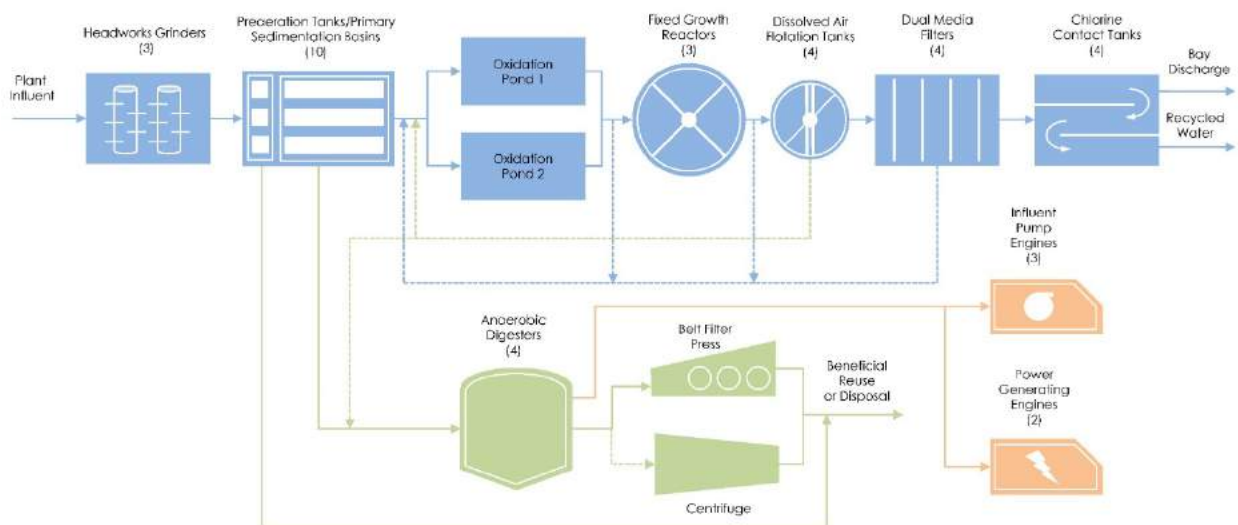 Headworks Grinders
(3)
Preaeration Tanks/Primary
Sedimentation Basins
(10)
Fixed Growth
Reactors
(3)
Dissolved Air
Flotation Tanks
(4)
Dual Media
Filters
(4)
Chlorine
Contact Tanks
(4)
Plant
Influent
Oxidation
Pond 1
Oxidation
Pond 2
Bay
Discharge
Recycled
Water
Influent
Pump
Engines
(3)
Anaerobic
Digesters
(4)
Belt Filter
Press
Beneficial
Reuse
or Disposal
Power
Generating
Engines
(2)
Centrifuge